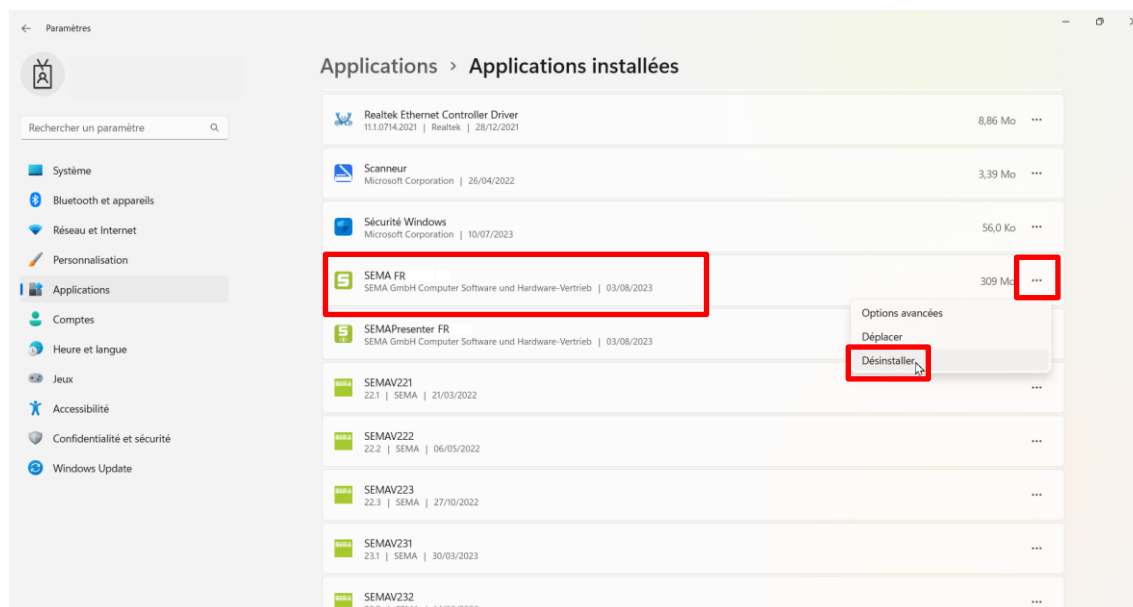 Paramètres
Applications > Applications installées
Rechercher un paramètre
Système
Bluetooth et appareils
Réseau et Internet
Personnalisation
Applications
Comptes
Heure et langue
Jeux
Accessibilité
Confidentialité et sécurité
Windows Update
Realtek Ethernet Controller Driver
11.1.0714.2021 | Realtek | 28/12/2021
8,86 Mo
Scanneur
Microsoft Corporation | 26/04/2022
3,39 Mo
Sécurité Windows
Microsoft Corporation | 10/07/2023
56,0 Ko
SEMA FR
SEMA GmbH Computer Software und Hardware-Vertrieb | 03/08/2023
309 Mo
Options avancées
Déplacer
Désinstaller
SEMAPresenter FR
SEMA GmbH Computer Software und Hardware-Vertrieb | 03/08/2023
SEMAV221
22.1 | SEMA | 21/03/2022
SEMAV222
22.2 | SEMA | 06/05/2022
SEMAV223
22.3 | SEMA | 27/10/2022
SEMAV231
23.1 | SEMA | 30/03/2023
SEMAV232